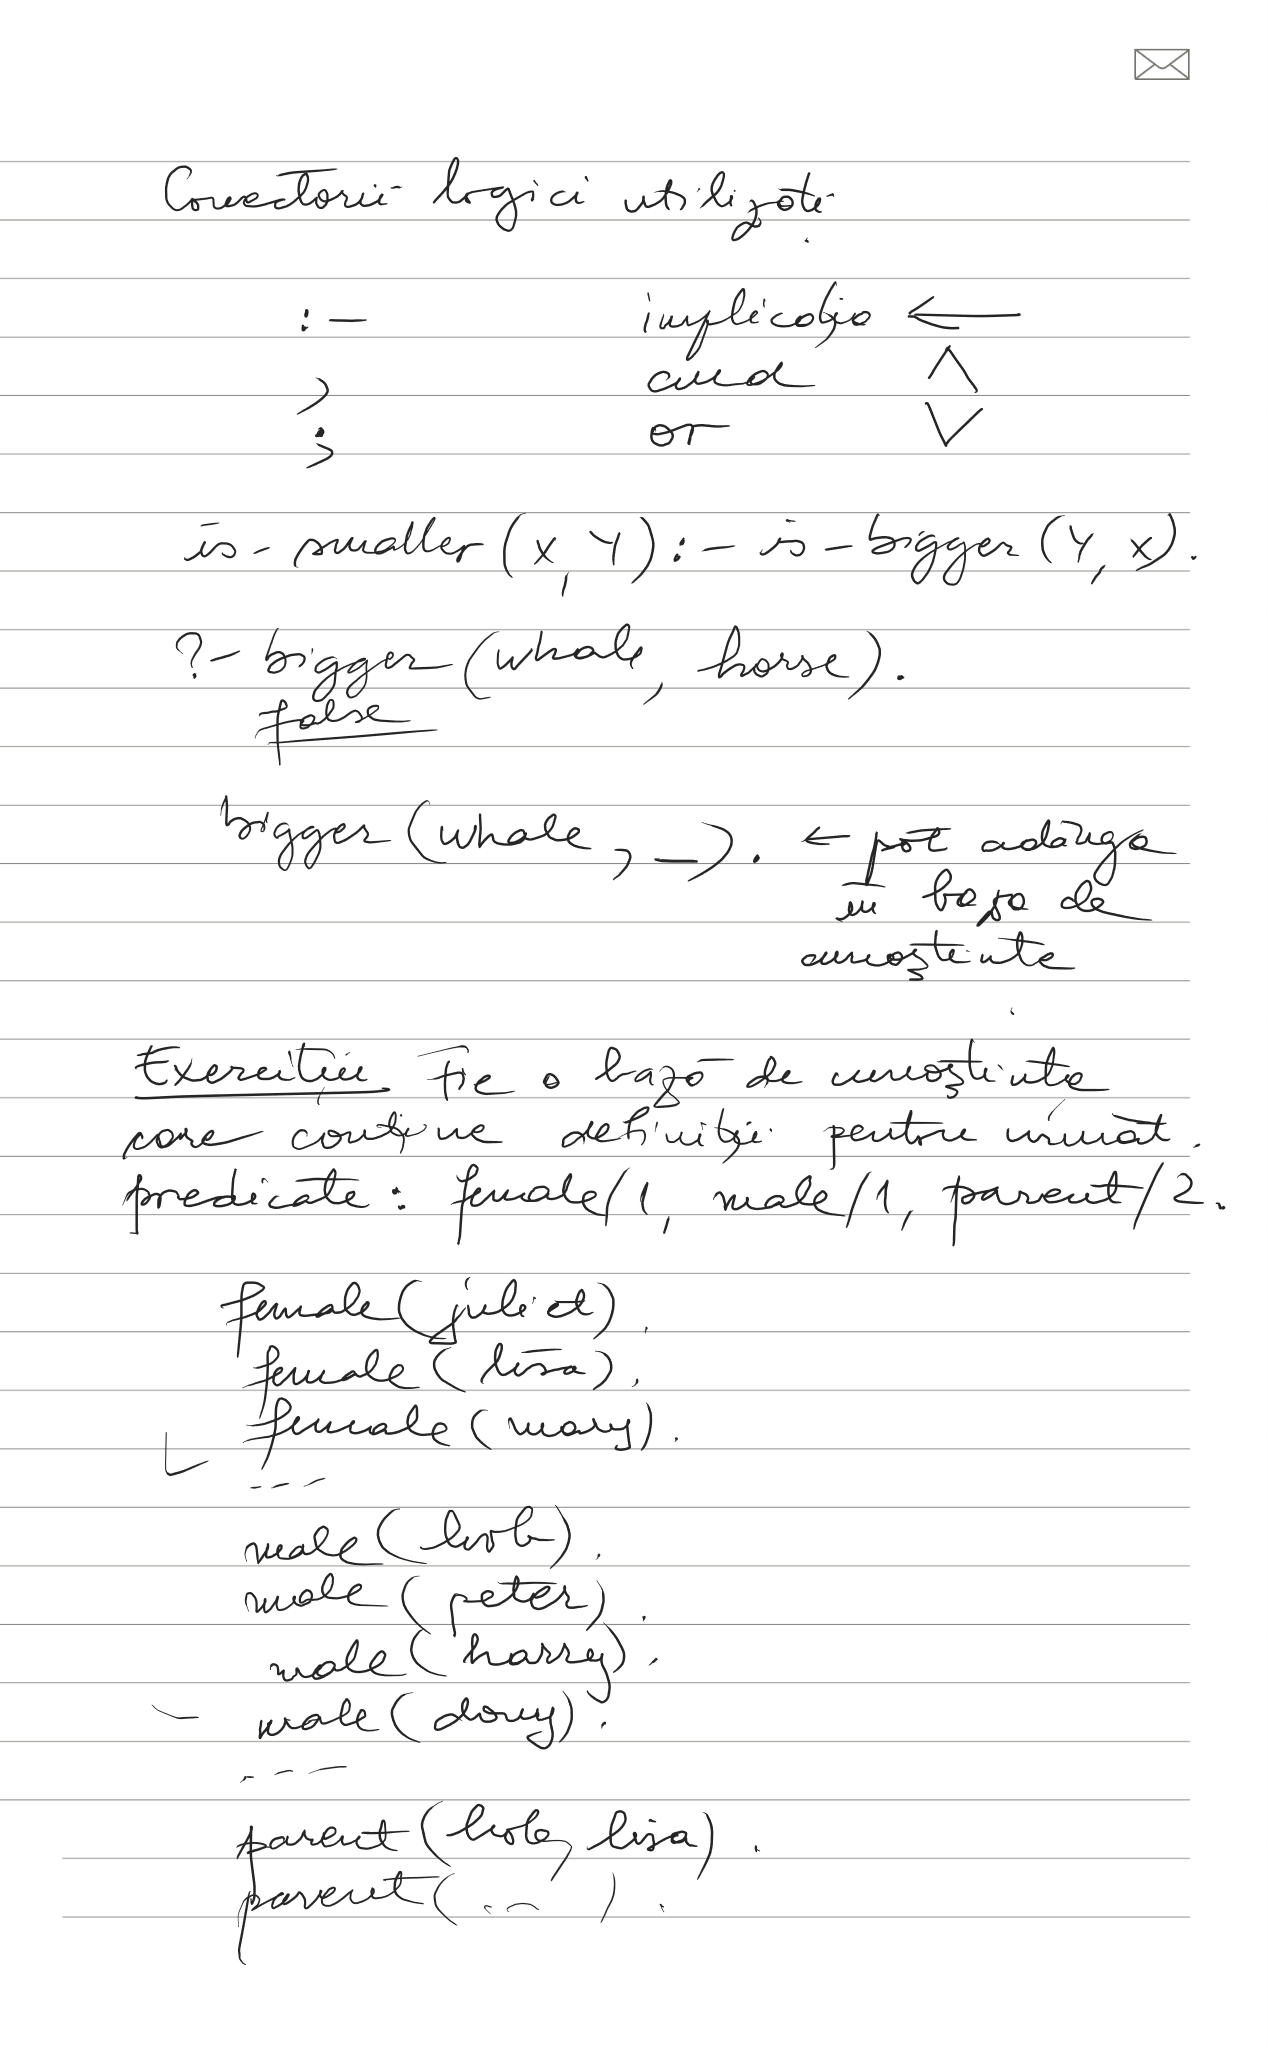 Conectorii logici utilizați
:- implicația ←
, and ∧
; or ∨
is-smaller(X, Y) :- is-bigger(Y, X).
?- bigger(whale, horse).
false
bigger(whale, _). ← pot adăuga
în baza de
cunoștințe
Exercițiu. Fie o bază de cunoștințe
care conține definiții pentru următ.
predicate: female/1, male/1, parent/2.
female(juliet).
female(lisa).
female(mary).
---
male(bob).
male(peter).
male(harry).
male(dony).
---
parent(bob, lisa).
parent(...).